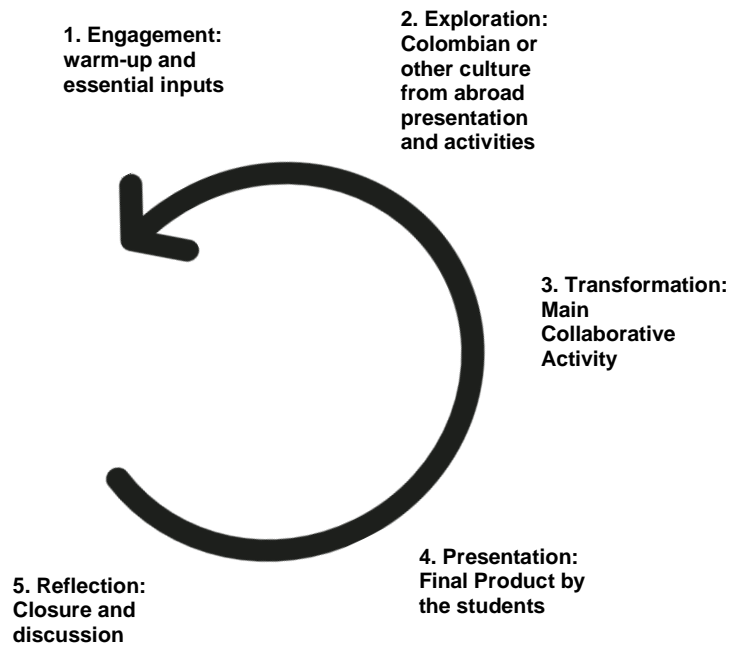 1. Engagement:
warm-up and
essential inputs
2. Exploration:
Colombian or
other culture
from abroad
presentation
and activities
3. Transformation:
Main
Collaborative
Activity
4. Presentation:
Final Product by
the students
5. Reflection:
Closure and
discussion